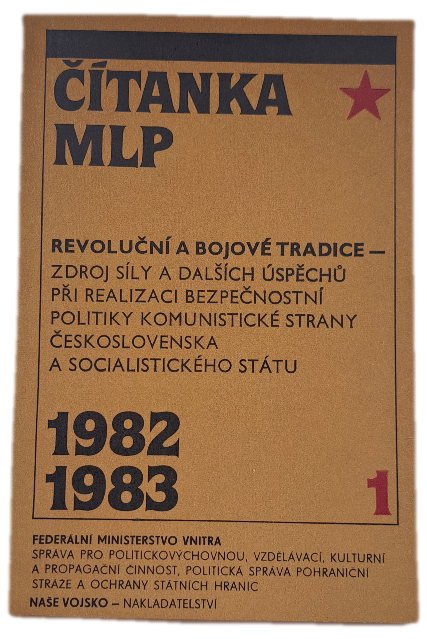 ČÍTANKA
MLP
REVOLUČNÍ A BOJOVÉ TRADICE —
ZDROJ SÍLY A DALŠÍCH ÚSPĚCHŮ
PŘI REALIZACI BEZPEČNOSTNÍ
POLITIKY KOMUNISTICKÉ STRANY
ČESKOSLOVENSKA
A SOCIALISTICKÉHO STÁTU
1982
1983
1
FEDERÁLNÍ MINISTERSTVO VNITRA
SPRÁVA PRO POLITICKOVÝCHOVNOU, VZDĚLÁVACÍ, KULTURNÍ
A PROPAGAČNÍ ČINNOST, POLITICKÁ SPRÁVA POHRANIČNÍ
STRÁŽE A OCHRANY STÁTNÍCH HRANIC
NAŠE VOJSKO — NAKLADATELSTVÍ